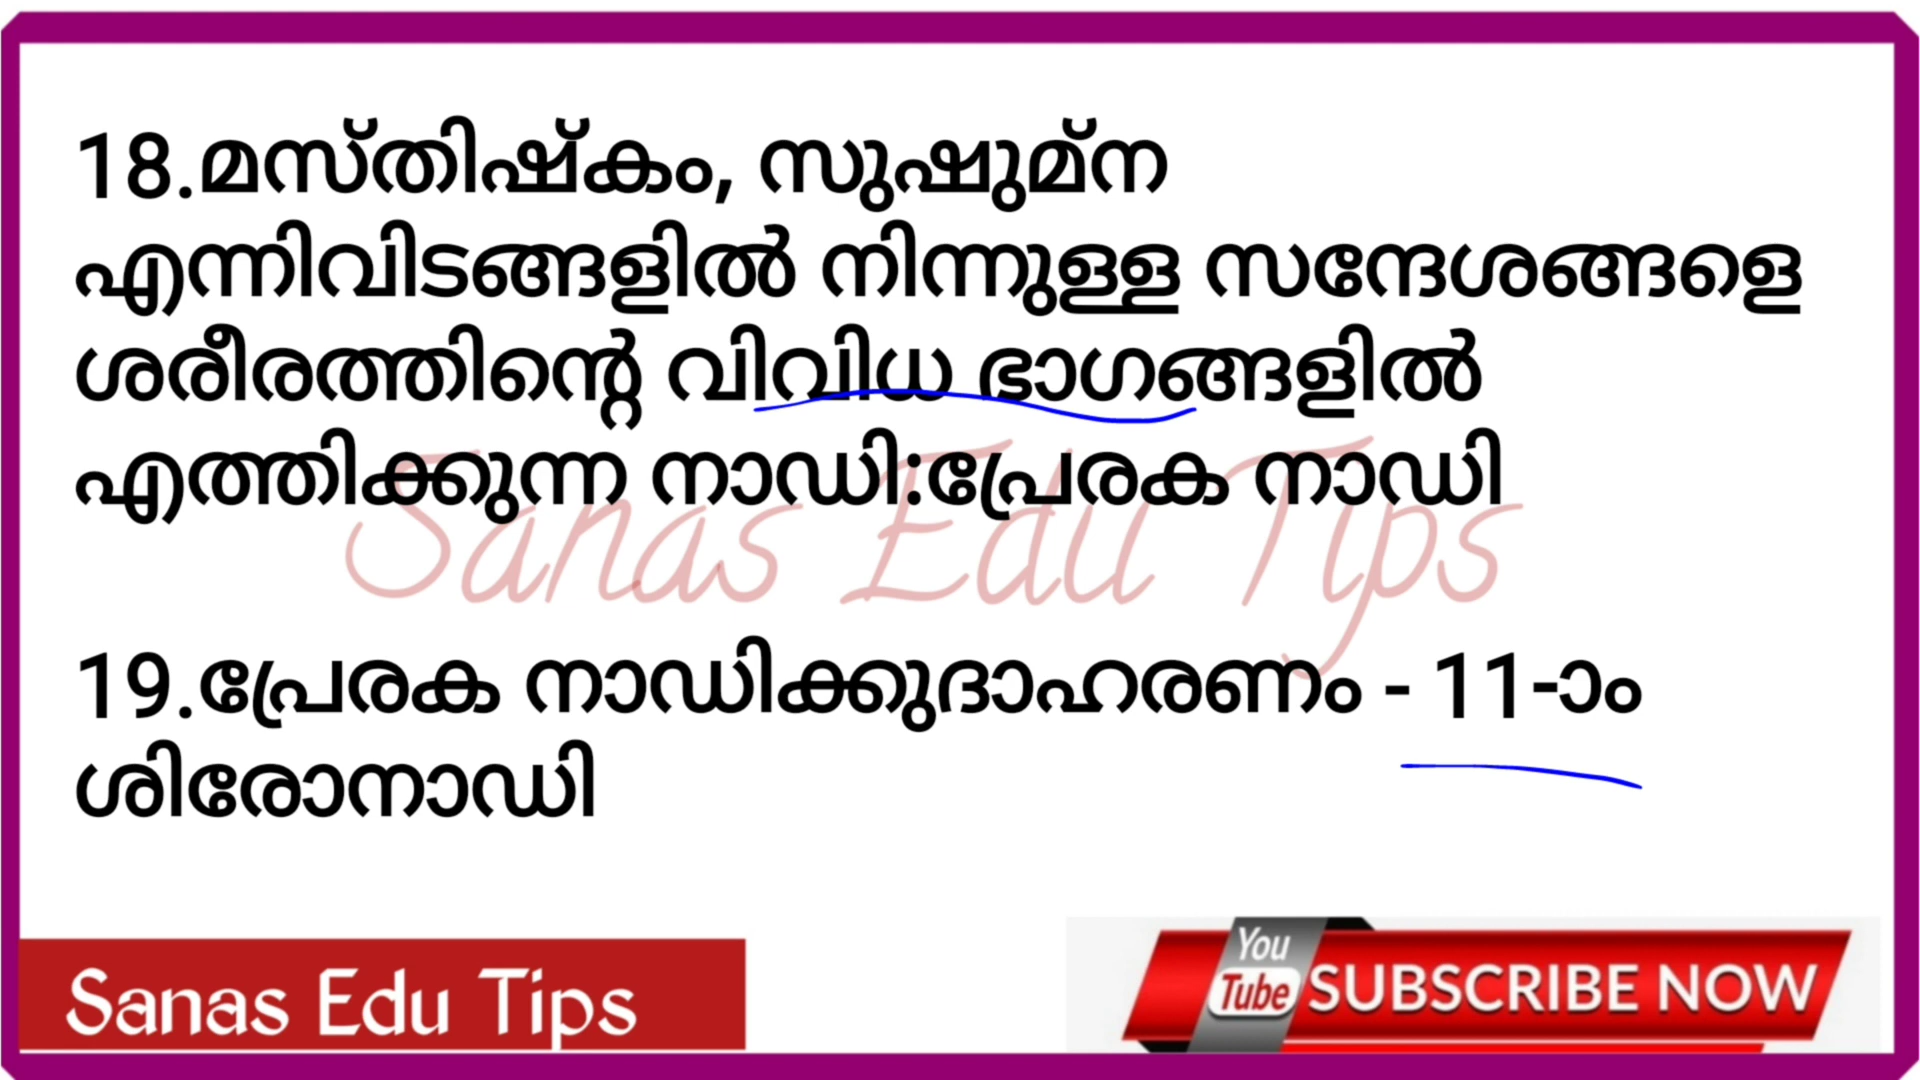 18.മസ്തിഷ്കം, സുഷുമ്ന
എന്നിവിടങ്ങളിൽ നിന്നുള്ള സന്ദേശങ്ങളെ
ശരീരത്തിന്റെ വിവിധ ഭാഗങ്ങളിൽ
എത്തിക്കുന്ന നാഡി:പ്രേരക നാഡി
Sanas Edu Tips
19.പ്രേരക നാഡിക്കുദാഹരണം - 11-ാം
ശിരോനാഡി
Sanas Edu Tips
You
Tube SUBSCRIBE NOW